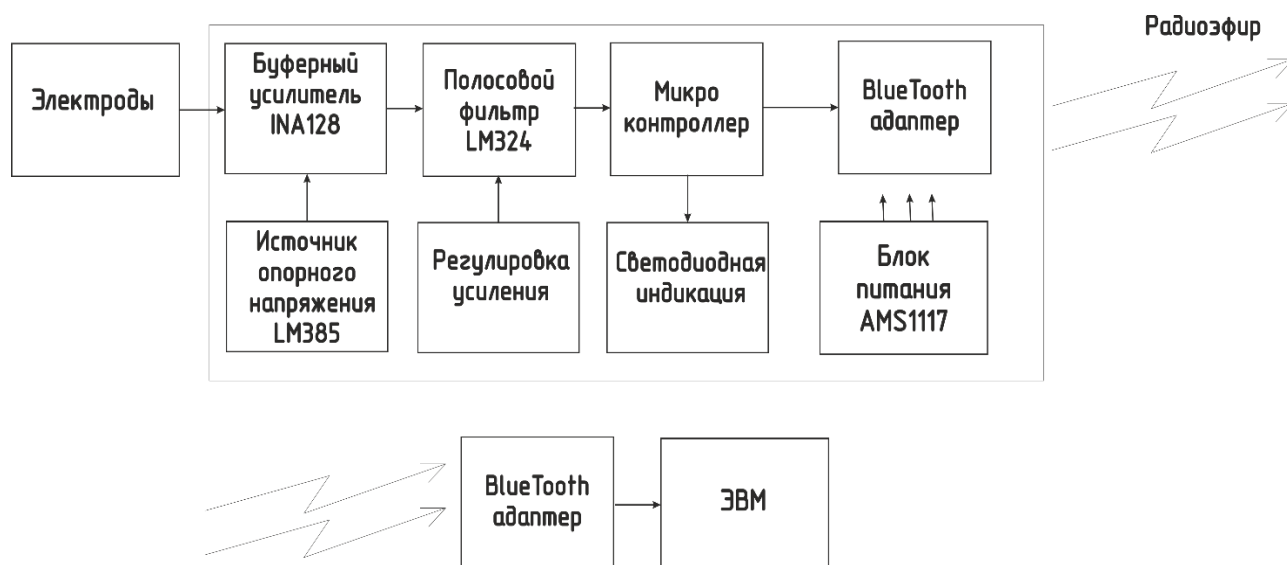 Радиоэфир
Электроды
Буферный
усилитель
INA128
Полосовой
фильтр
LM324
Микро
контроллер
BlueTooth
адаптер
Источник
опорного
напряжения
LM385
Регулировка
усиления
Светодиодная
индикация
Блок
питания
AMS1117
BlueTooth
адаптер
ЭВМ